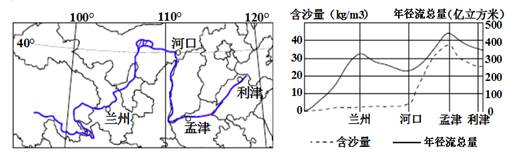 100°
110°
120°
40°
40°
河口
利津
兰州
孟津
含沙量 (kg/m3)
年径流总量(亿立方米)
40
30
20
10
0
500
400
300
200
100
0
兰州
河口
孟津
利津
含沙量
年径流总量